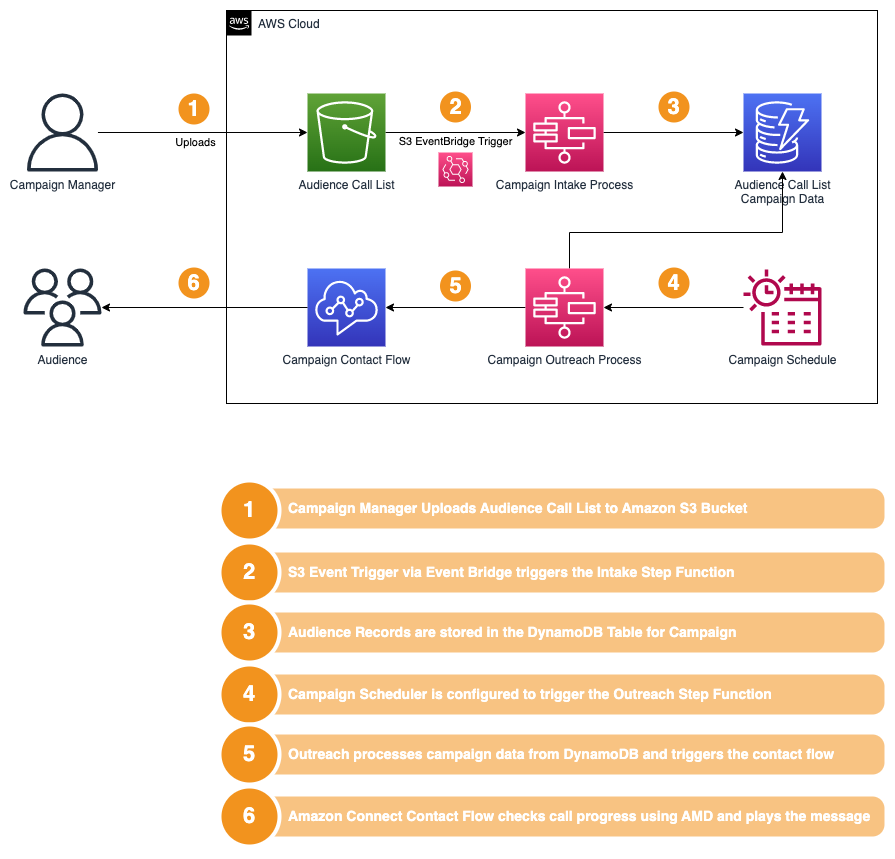 aws
AWS Cloud
1
2
3
Uploads
S3 EventBridge Trigger
Campaign Manager
Audience Call List
Campaign Intake Process
Audience Call List
Campaign Data
6
5
4
Audience
Campaign Contact Flow
Campaign Outreach Process
Campaign Schedule
1
Campaign Manager Uploads Audience Call List to Amazon S3 Bucket
2
S3 Event Trigger via Event Bridge triggers the Intake Step Function
3
Audience Records are stored in the DynamoDB Table for Campaign
4
Campaign Scheduler is configured to trigger the Outreach Step Function
5
Outreach processes campaign data from DynamoDB and triggers the contact flow
6
Amazon Connect Contact Flow checks call progress using AMD and plays the message